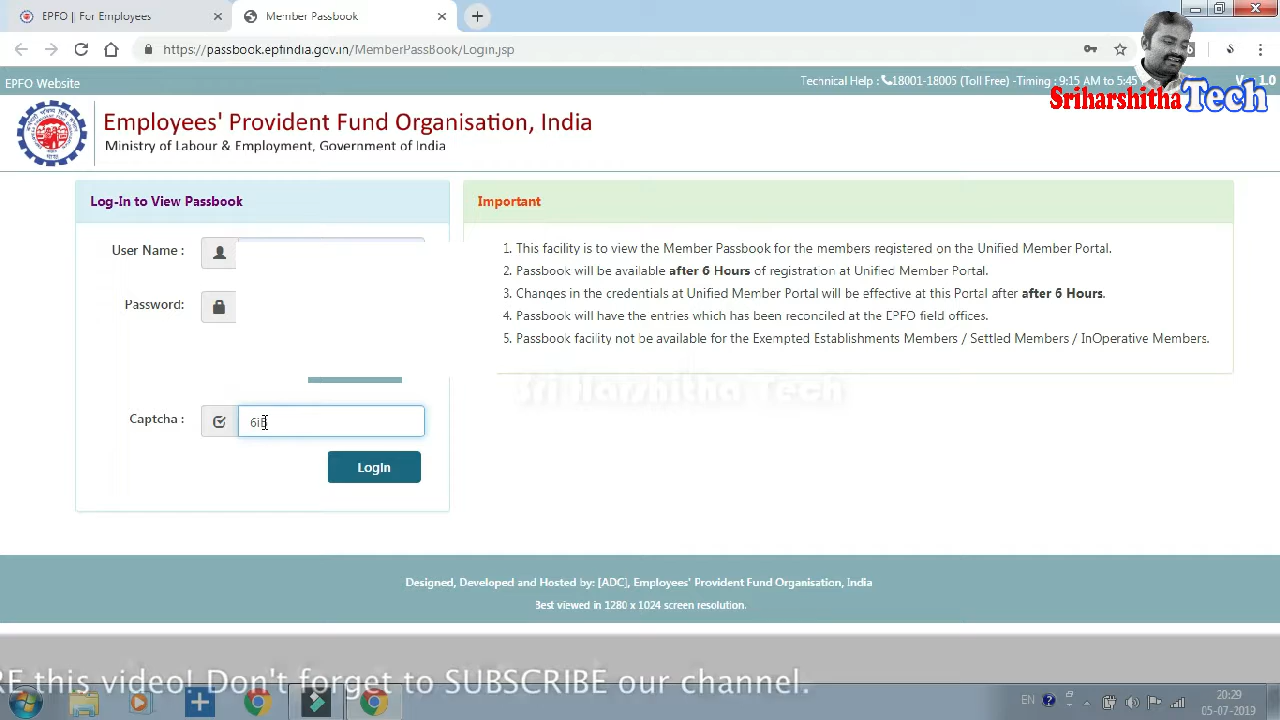 EPFO | For Employees
Member Passbook
https://passbook.epfindia.gov.in/MemberPassBook/Login.jsp
EPFO Website
Technical Help : 18001-18005 (Toll Free) -Timing : 9:15 AM to 5:45
1.0
Sriharshitha Tech
Employees' Provident Fund Organisation, India
Ministry of Labour & Employment, Government of India
Log-In to View Passbook
User Name :
Password:
Captcha :
6iE
Login
Important
1. This facility is to view the Member Passbook for the members registered on the Unified Member Portal.
2. Passbook will be available after 6 Hours of registration at Unified Member Portal.
3. Changes in the credentials at Unified Member Portal will be effective at this Portal after after 6 Hours.
4. Passbook will have the entries which has been reconciled at the EPFO field offices.
5. Passbook facility not be available for the Exempted Establishments Members / Settled Members / InOperative Members.
Sri Harshitha Tech
Designed, Developed and Hosted by: [ADC], Employees' Provident Fund Organisation, India
Best viewed in 1280 x 1024 screen resolution.
RE this video! Don't forget to SUBSCRIBE our channel.
EN
20:29
05-07-2019